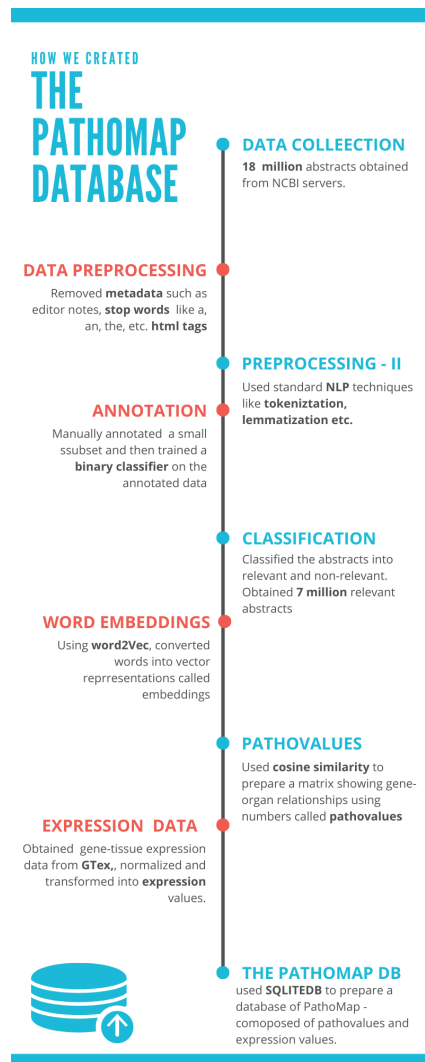 HOW WE CREATED
THE
PATHOMAP
DATABASE
DATA COLLEECTION
18 million abstracts obtained
from NCBI servers.
DATA PREPROCESSING
Removed metadata such as
editor notes, stop words like a,
an, the, etc. html tags
PREPROCESSING - II
Used standard NLP techniques
like tokeniztation,
lemmatization etc.
ANNOTATION
Manually annotated a small
ssubset and then trained a
binary classifier on the
annotated data
CLASSIFICATION
Classified the abstracts into
relevant and non-relevant.
Obtained 7 million relevant
abstracts
WORD EMBEDDINGS
Using word2Vec, converted
words into vector
reprresentations called
embeddings
PATHOVALUES
Used cosine similarity to
prepare a matrix showing gene-
organ relationships using
numbers called pathovalues
EXPRESSION DATA
Obtained gene-tissue expression
data from GTex,, normalized and
transformed into expression
values.
THE PATHOMAP DB
used SQLITEDB to prepare a
database of PathoMap -
comoposed of pathovalues and
expression values.